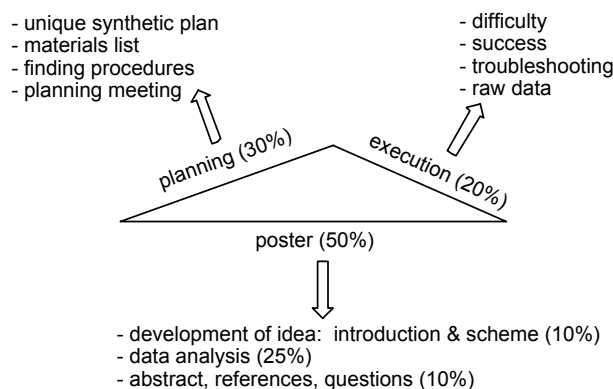 - unique synthetic plan
- materials list
- finding procedures
- planning meeting
- difficulty
- success
- troubleshooting
- raw data
planning (30%)
execution (20%)
poster (50%)
- development of idea: introduction & scheme (10%)
- data analysis (25%)
- abstract, references, questions (10%)